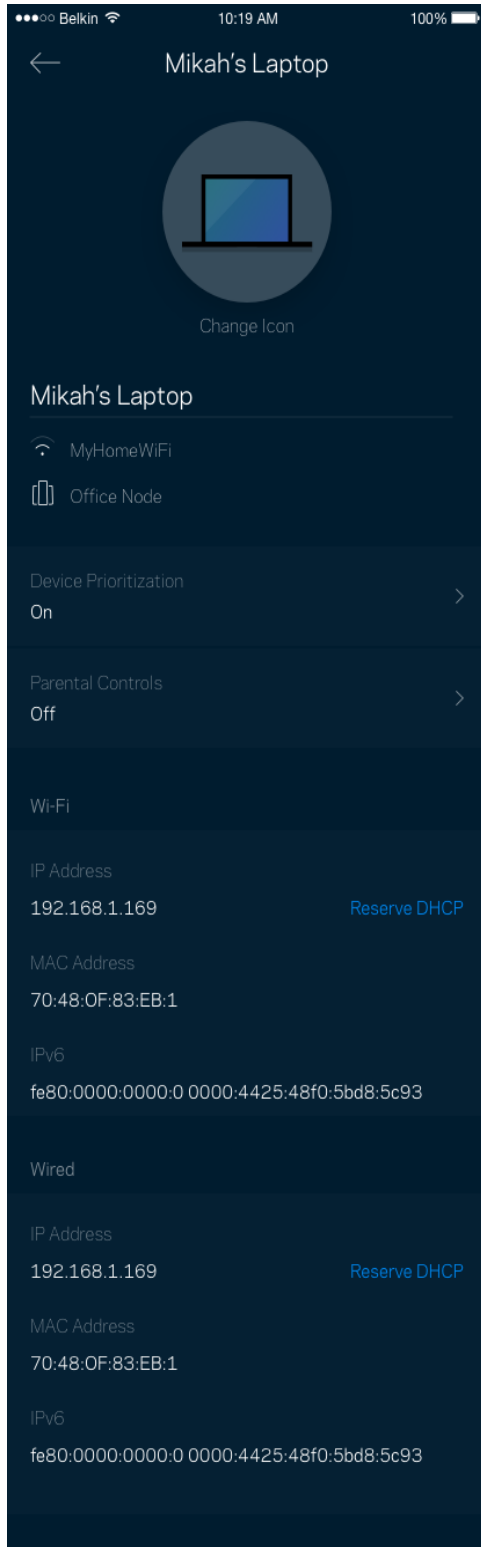 Belkin 10:19 AM 100%
Mikah's Laptop
Change Icon
Mikah's Laptop
MyHomeWiFi
Office Node
Device Prioritization
On
Parental Controls
Off
Wi-Fi
IP Address
192.168.1.169 Reserve DHCP
MAC Address
70:48:0F:83:EB:1
IPv6
fe80:0000:0000:0 0000:4425:48f0:5bd8:5c93
Wired
IP Address
192.168.1.169 Reserve DHCP
MAC Address
70:48:0F:83:EB:1
IPv6
fe80:0000:0000:0 0000:4425:48f0:5bd8:5c93